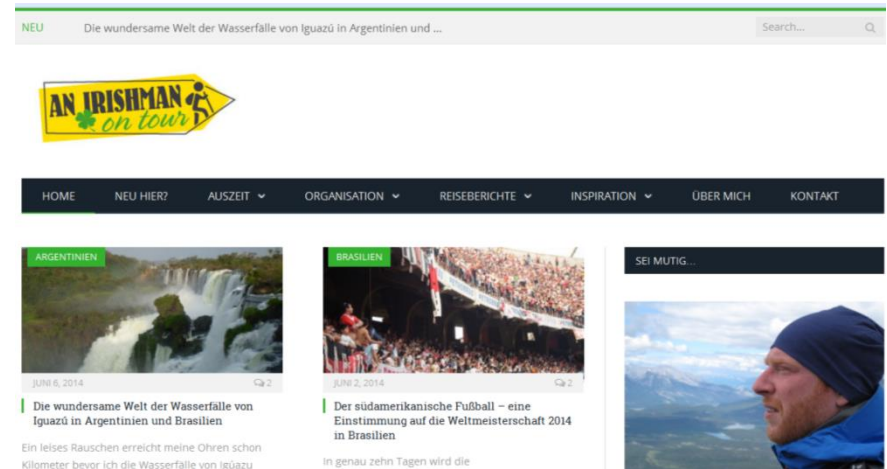 NEU Die wundersame Welt der Wasserfälle von Iguazú in Argentinien und ... Search...
AN IRISHMAN
on tour
HOME NEU HIER? AUSZEIT ORGANISATION REISEBERICHTE INSPIRATION ÜBER MICH KONTAKT
ARGENTINIEN
JUNI 6, 2014 2
Die wundersame Welt der Wasserfälle von
Iguazú in Argentinien und Brasilien
Ein leises Rauschen erreicht meine Ohren schon
Kilometer bevor ich die Wasserfälle von Igúazu
BRASILIEN
JUNI 2, 2014 2
Der südamerikanische Fußball – eine
Einstimmung auf die Weltmeisterschaft 2014
in Brasilien
In genau zehn Tagen wird die
SEI MUTIG...